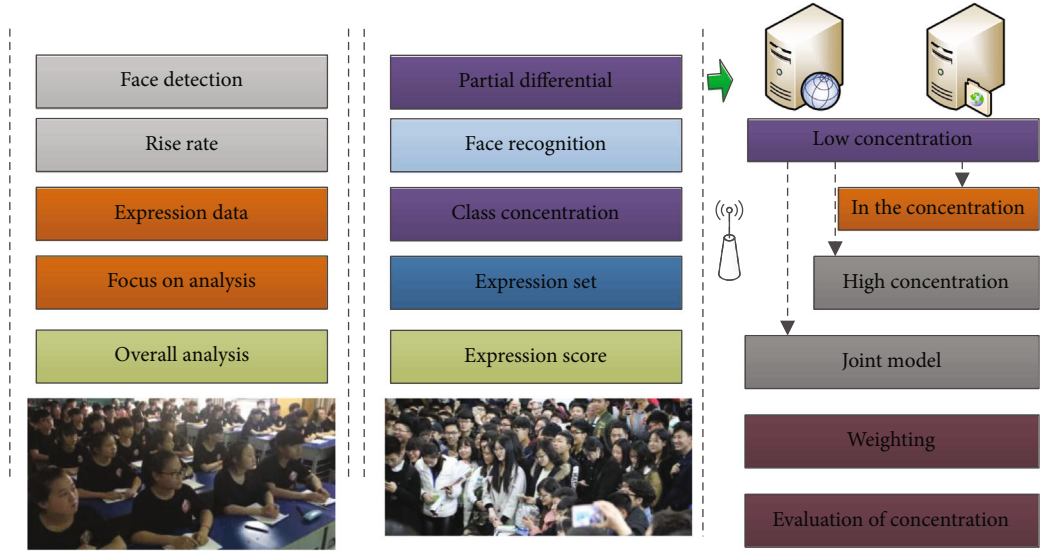 Face detection
Rise rate
Expression data
Focus on analysis
Overall analysis
Partial differential
Face recognition
Class concentration
Expression set
Expression score
Low concentration
In the concentration
High concentration
Joint model
Weighting
Evaluation of concentration